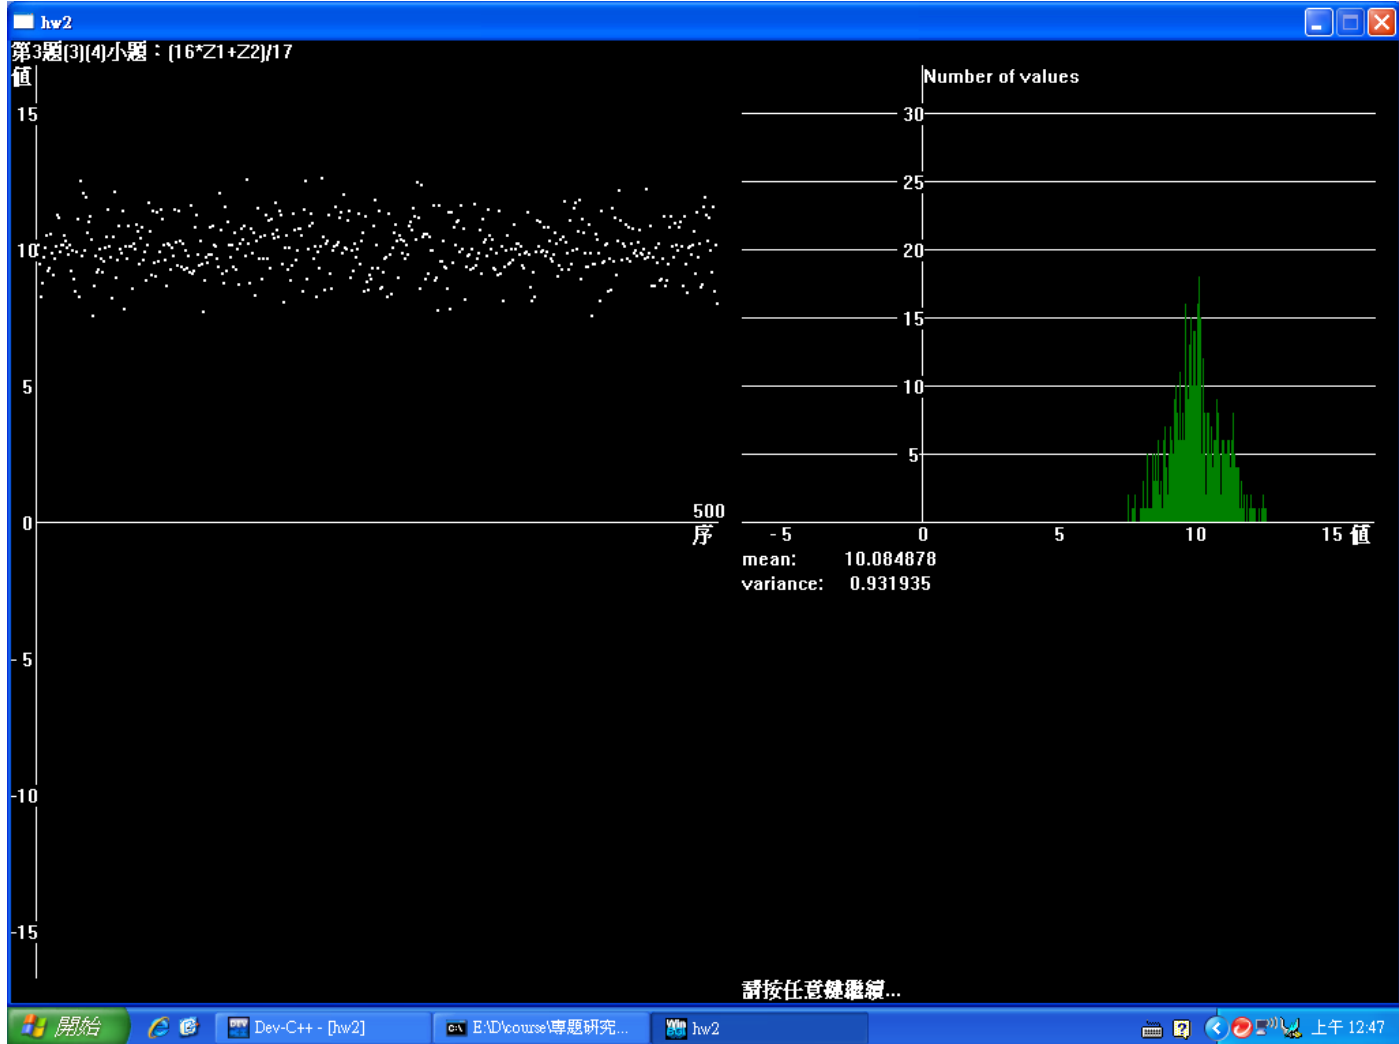 hw2
第3題(3)(4)小題：(16*Z1+Z2)/17
值
15
10
5
0
- 5
-10
-15
500
序
Number of values
30
25
20
15
10
5
- 5 0 5 10 15 值
mean: 10.084878
variance: 0.931935
請按任意鍵繼續...
開始 Dev-C++ - [hw2] E:\D\course\專題研究... hw2 上午 12:47